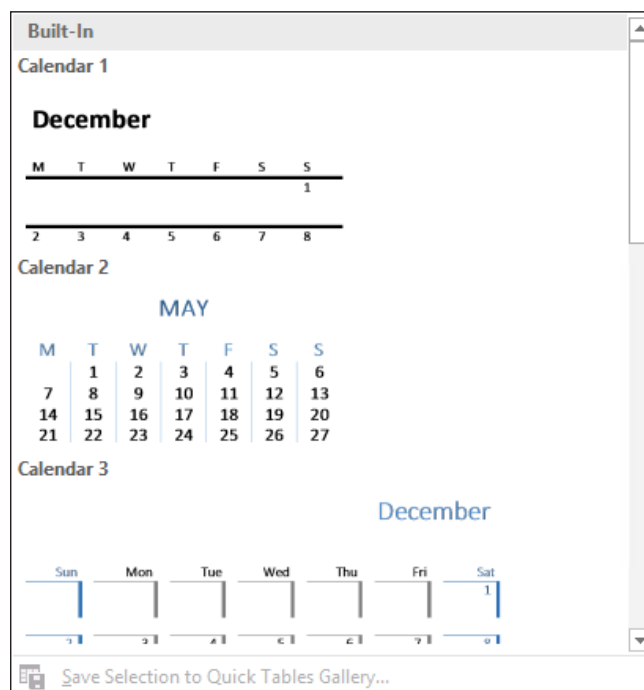 Built-In
Calendar 1
December
M T W T F S S
1
2 3 4 5 6 7 8
Calendar 2
MAY
M T W T F S S
1 2 3 4 5 6
7 8 9 10 11 12 13
14 15 16 17 18 19 20
21 22 23 24 25 26 27
Calendar 3
December
Sun Mon Tue Wed Thu Fri Sat
1
Save Selection to Quick Tables Gallery...